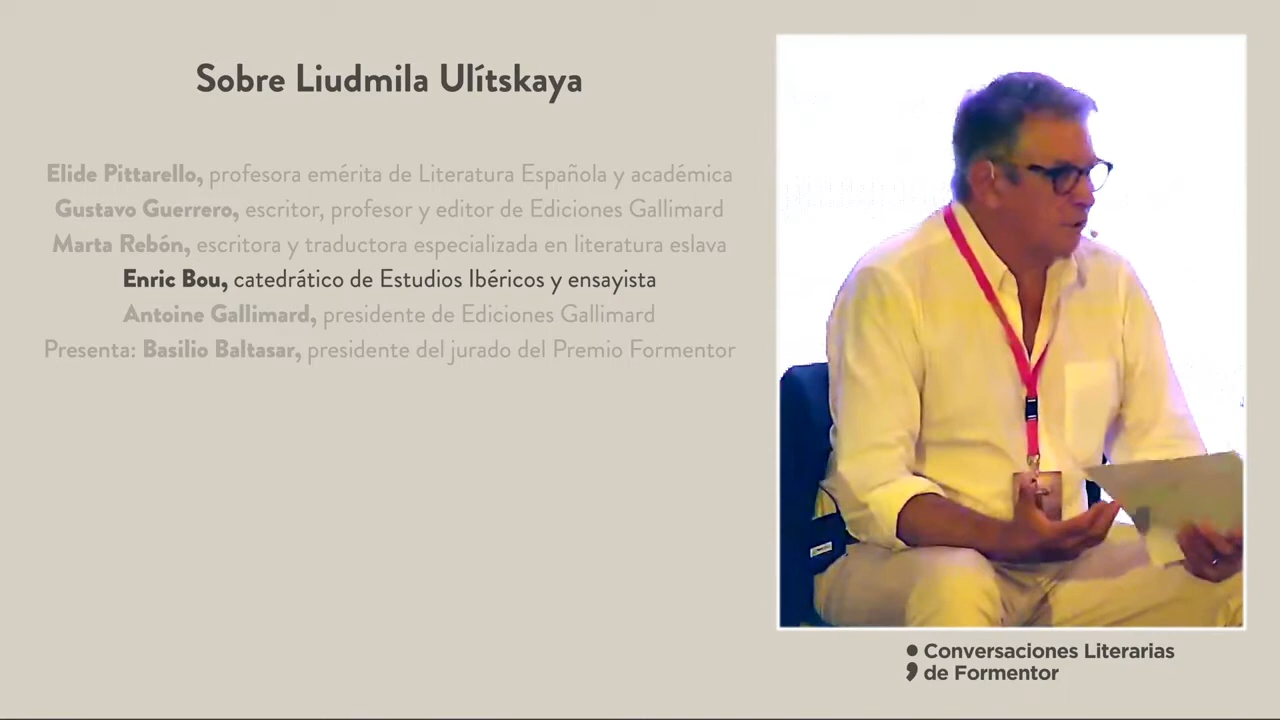 Sobre Liudmila Ulítskaya
Elide Pittarello, profesora emérita de Literatura Española y académica
Gustavo Guerrero, escritor, profesor y editor de Ediciones Gallimard
Marta Rebón, escritora y traductora especializada en literatura eslava
Enric Bou, catedrático de Estudios Ibéricos y ensayista
Antoine Gallimard, presidente de Ediciones Gallimard
Presenta: Basilio Baltasar, presidente del jurado del Premio Formentor
Conversaciones Literarias
de Formentor